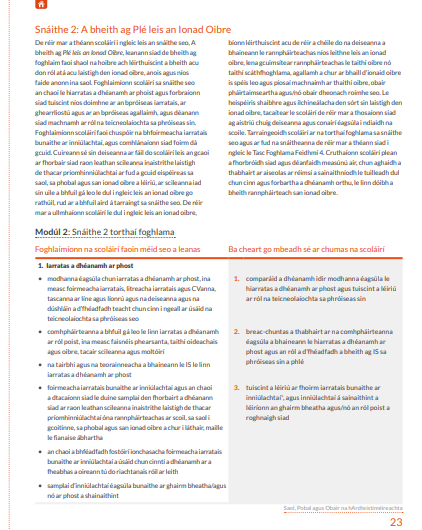 Snáithe 2: A bheith ag Plé leis an Ionad Oibre
De réir mar a théann scoláirí i ngleic leis an snáithe seo, A
bheith ag Plé leis an Ionad Oibre, leanann siad de bheith ag
foghlaim faoi shaol na hoibre ach léirithuiscint a bheith acu
don ról atá acu laistigh den ionad oibre, anois agus níos
faide anonn ina saol. Foghlaimíonn scoláirí sa snáithe seo
an chaoi le hiarratas a dhéanamh ar phoist agus forbraíonn
siad tuiscint níos doimhne ar an bpróiseas iarratais, ar
ghearrliostú agus ar an bpróiseas agallaimh, agus déanann
siad machnamh ar ról na teicneolaíochta sa phróiseas.
Foghlaimíonn scoláirí faoi chuspóir na bhfoirmeacha iarratais
bunaithe ar inniúlachtaí, agus comhlánaíonn siad foirm dá
gcuid. Cuireann sé sin deiseanna ar fáil do scoláirí leis an gcaoi
ar fhorbair siad raon leathan scileanna inaistrithe laistigh
de thacar príomhinniúlachtaí ar fud a gcuid eispéireas sa
scoil, sa phobal agus san ionad oibre a léiriú, ar scileanna iad
sin uile a bhfuil gá leo le dul i ngleic leis an ionad oibre go
rathúil, rud ar a bhfuil aird á tarraingt sa snáithe seo. De réir
mar a ullmhaíonn scoláirí le dul i ngleic leis an ionad oibre,
bíonn léirthuiscint acu de réir a chéile do na deiseanna a
bhaineann le rannpháirteachas níos leithne leis an ionad
oibre, lena gcuimsítear rannpháirteachas le taithí oibre nó
taithí scáthfhoghlama, agallamh a chur ar bhaill d'ionaid oibre
is spéis leo agus píosaí machnaimh ar thaithí oibre, obair
pháirtaimseartha agus/nó obair dheonach roimhe seo. Le
heispéiris shaibhre agus ilchineálacha den sórt sin laistigh den
ionad oibre, tacaítear le scoláirí de réir mar a thosaíonn siad
ag aistriú chuig deiseanna agus conairí éagsúla i ndiaidh na
scoile. Tarraingeoidh scoláirí ar na torthaí foghlama sa snáithe
seo agus ar fud na snáitheanna de réir mar a théann siad i
ngleic le Tasc Foghlama Feidhmí 4. Cruthaíonn scoláirí plean
a fhorbróidh siad agus déanfaidh measúnú air, chun aghaidh a
thabhairt ar aiseolas ar réimsí a sainaithníodh le tuilleadh dul
chun cinn agus forbartha a dhéanamh orthu, le linn dóibh a
bheith rannpháirteach san ionad oibre.
Modúl 2: Snáithe 2 torthaí foghlama
Foghlaimíonn na scoláirí faoin méid seo a leanas
Ba cheart go mbeadh sé ar chumas na scoláirí
1. Iarratas a dhéanamh ar phost
• modhanna éagsúla chun iarratas a dhéanamh ar phost, ina
measc foirmeacha iarratais, litreacha iarratais agus CVanna,
tascanna ar líne agus líonrú agus na deiseanna agus na
dúshláin a d'fhéadfadh teacht chun cinn i ngeall ar úsáid na
teicneolaíochta sa phróiseas seo
1. comparáid a dhéanamh idir modhanna éagsúla le
hiarratas a dhéanamh ar phost agus tuiscint a léiriú
ar ról na teicneolaíochta sa phróiseas sin
• comhpháirteanna a bhfuil gá leo le linn iarratas a dhéanamh
ar ról poist, ina measc faisnéis phearsanta, taithí oideachais
agus oibre, tacair scileanna agus moltóirí
• na tairbhí agus na teorainneacha a bhaineann le IS le linn
iarratas a dhéanamh ar phost
2. breac-chuntas a thabhairt ar na comhpháirteanna
éagsúla a bhaineann le hiarratas a dhéanamh ar
phost agus an ról a d'fhéadfadh a bheith ag IS sa
phróiseas sin a phlé
• foirmeacha iarratais bunaithe ar inniúlachtaí agus an chaoi
a dtacaíonn siad le duine samplaí den fhorbairt a dhéanann
siad ar raon leathan scileanna inaistrithe laistigh de thacar
príomhinniúlachtaí óna rannpháirteachas ar scoil, sa saol i
gcoitinne, sa phobal agus san ionad oibre a chur i láthair, maille
le fianaise ábhartha
3. tuiscint a léiriú ar fhoirm iarratais bunaithe ar
inniúlachtaí, agus inniúlachtaí a sainaithint a
léiríonn an ghairm bheatha agus/nó an ról poist a
roghnaigh siad
• an chaoi a bhféadfadh fostóirí ionchasacha foirmeacha iarratais
bunaithe ar inniúlachtaí a úsáid chun cinntí a dhéanamh ar a
fheabhas a oireann tú do riachtanais róil ar leith
• samplaí d'inniúlachtaí éagsúla bunaithe ar ghairm bheatha/agus
nó ar phost a shainaithint
Saol, Pobal agus Obair na hArdteistiméireachta
23